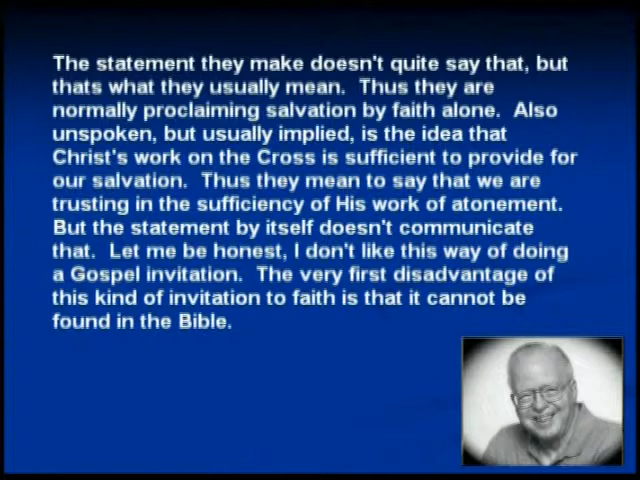 The statement they make doesn't quite say that, but
thats what they usually mean.  Thus they are
normally proclaiming salvation by faith alone.  Also
unspoken, but usually implied, is the idea that
Christ's work on the Cross is sufficient to provide for
our salvation.  Thus they mean to say that we are
trusting in the sufficiency of His work of atonement.
But the statement by itself doesn't communicate
that.  Let me be honest, I don't like this way of doing
a Gospel invitation.  The very first disadvantage of
this kind of invitation to faith is that it cannot be
found in the Bible.